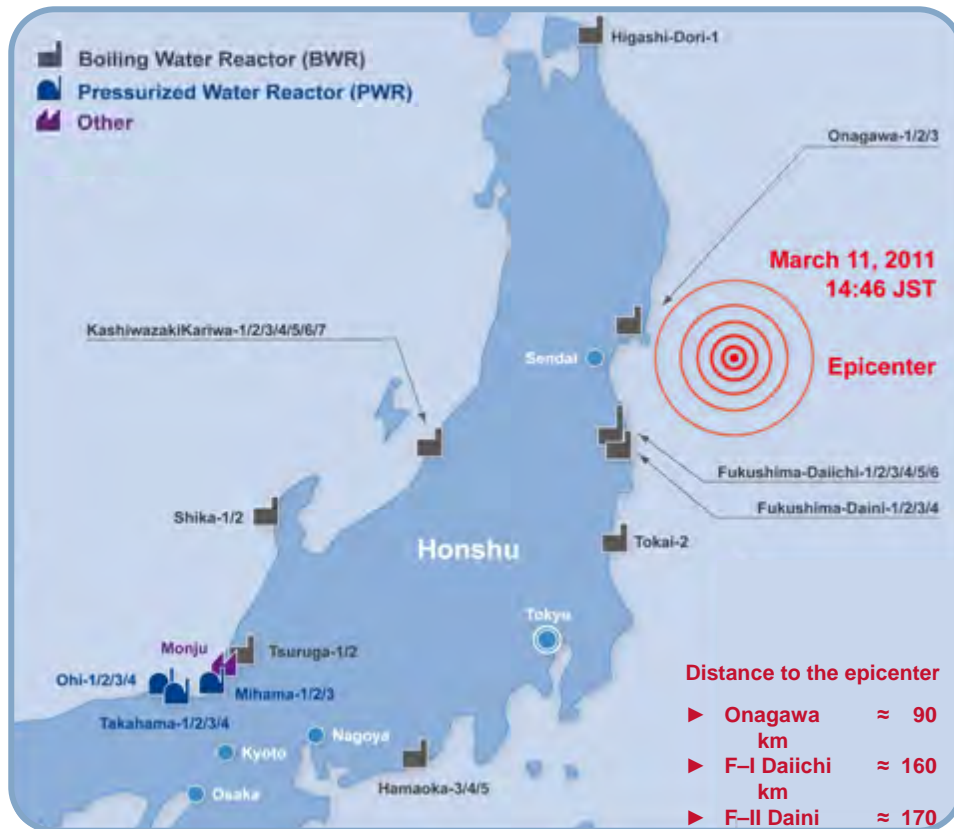 Boiling Water Reactor (BWR)
Pressurized Water Reactor (PWR)
Other
Higashi-Dori-1
Onagawa-1/2/3
March 11, 2011
14:46 JST
Epicenter
KashiwazakiKariwa-1/2/3/4/5/6/7
Sendai
Fukushima-Daiichi-1/2/3/4/5/6
Fukushima-Daini-1/2/3/4
Shika-1/2
Honshu
Tokai-2
Tokyo
Monju
Tsuruga-1/2
Ohi-1/2/3/4
Mihama-1/2/3
Takahama-1/2/3/4
Nagoya
Kyoto
Hamaoka-3/4/5
Osaka
Distance to the epicenter
► Onagawa ≈ 90
km
► F–I Daiichi ≈ 160
km
► F–II Daini ≈ 170